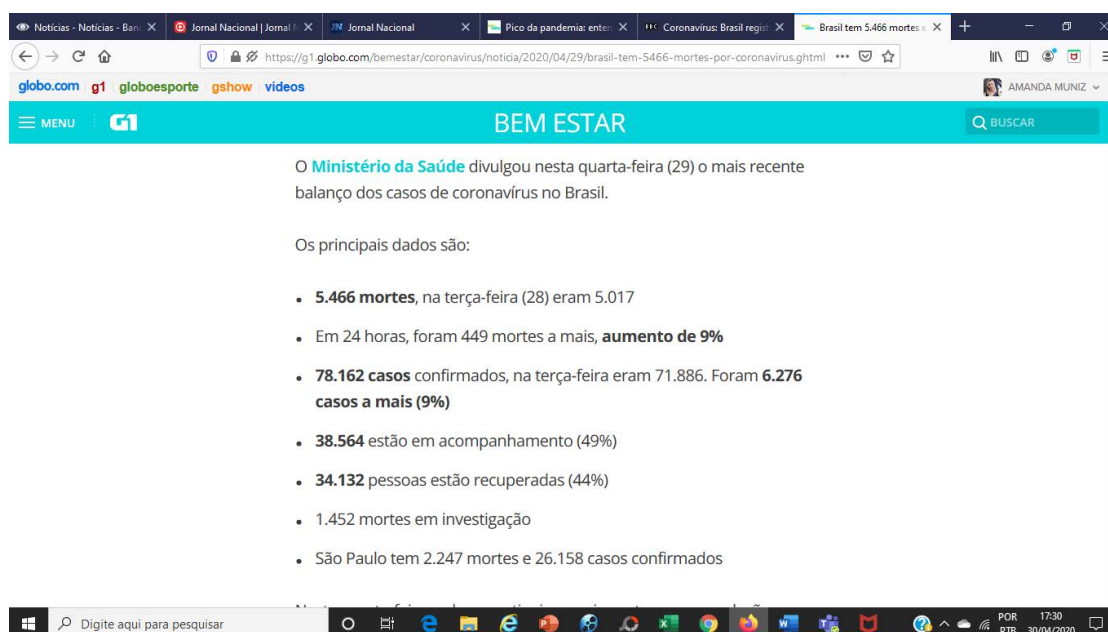 Notícias - Notícias - Ban
Jornal Nacional | Jornal N
Jornal Nacional
Pico da pandemia: enten
Coronavírus: Brasil regist
Brasil tem 5.466 mortes e
https://g1.globo.com/bemestar/coronavirus/noticia/2020/04/29/brasil-tem-5466-mortes-por-coronavirus.ghtml
globo.com g1 globoesporte gshow videos
AMANDA MUNIZ
MENU G1 BEM ESTAR BUSCAR
O Ministério da Saúde divulgou nesta quarta-feira (29) o mais recente
balanço dos casos de coronavírus no Brasil.
Os principais dados são:
• 5.466 mortes, na terça-feira (28) eram 5.017
• Em 24 horas, foram 449 mortes a mais, aumento de 9%
• 78.162 casos confirmados, na terça-feira eram 71.886. Foram 6.276
casos a mais (9%)
• 38.564 estão em acompanhamento (49%)
• 34.132 pessoas estão recuperadas (44%)
• 1.452 mortes em investigação
• São Paulo tem 2.247 mortes e 26.158 casos confirmados
Digite aqui para pesquisar
POR
PTB
17:30
30/04/2020